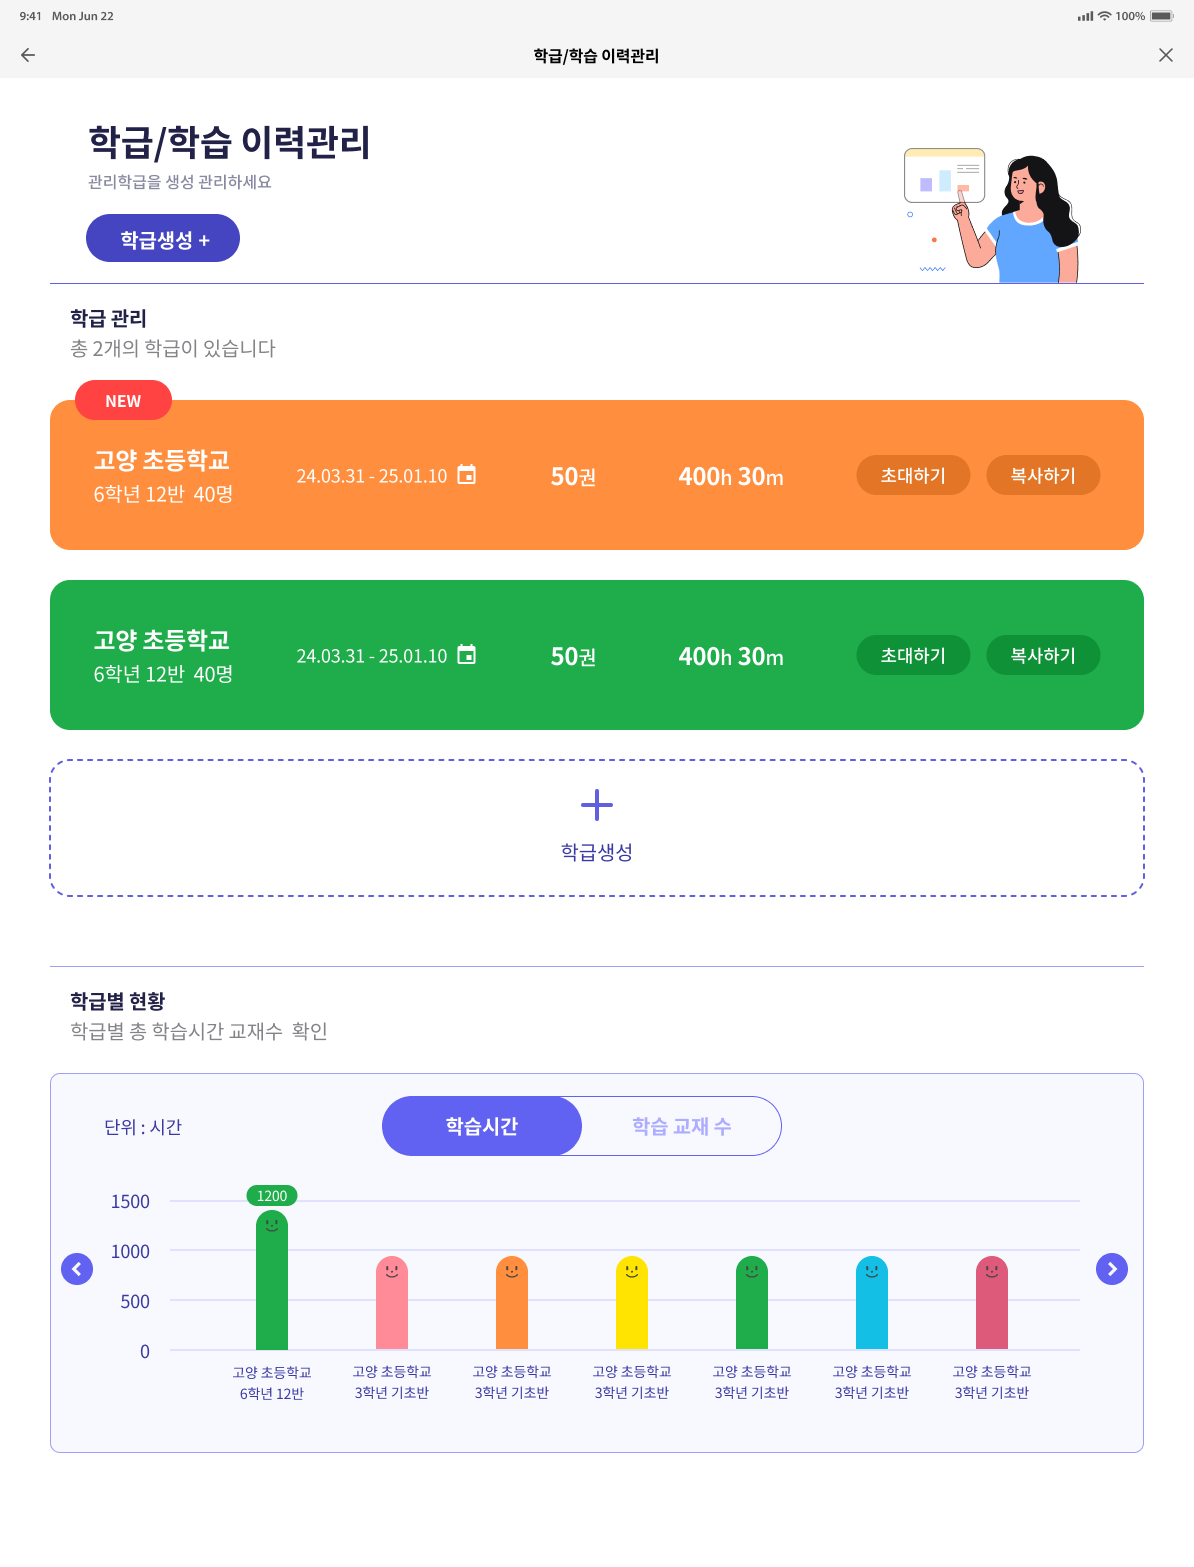 9:41 Mon Jun 22 100%
학급/학습 이력관리
학급/학습 이력관리
관리학급을 생성 관리하세요
학급생성 +
학급 관리
총 2개의 학급이 있습니다
NEW
고양 초등학교
6학년 12반 40명
24.03.31 - 25.01.10
50권
400h 30m
초대하기
복사하기
고양 초등학교
6학년 12반 40명
24.03.31 - 25.01.10
50권
400h 30m
초대하기
복사하기
학급생성
학급별 현황
학급별 총 학습시간 교재수 확인
단위 : 시간
학습시간
학습 교재 수
1500
1000
500
0
1200
고양 초등학교
6학년 12반
고양 초등학교
3학년 기초반
고양 초등학교
3학년 기초반
고양 초등학교
3학년 기초반
고양 초등학교
3학년 기초반
고양 초등학교
3학년 기초반
고양 초등학교
3학년 기초반